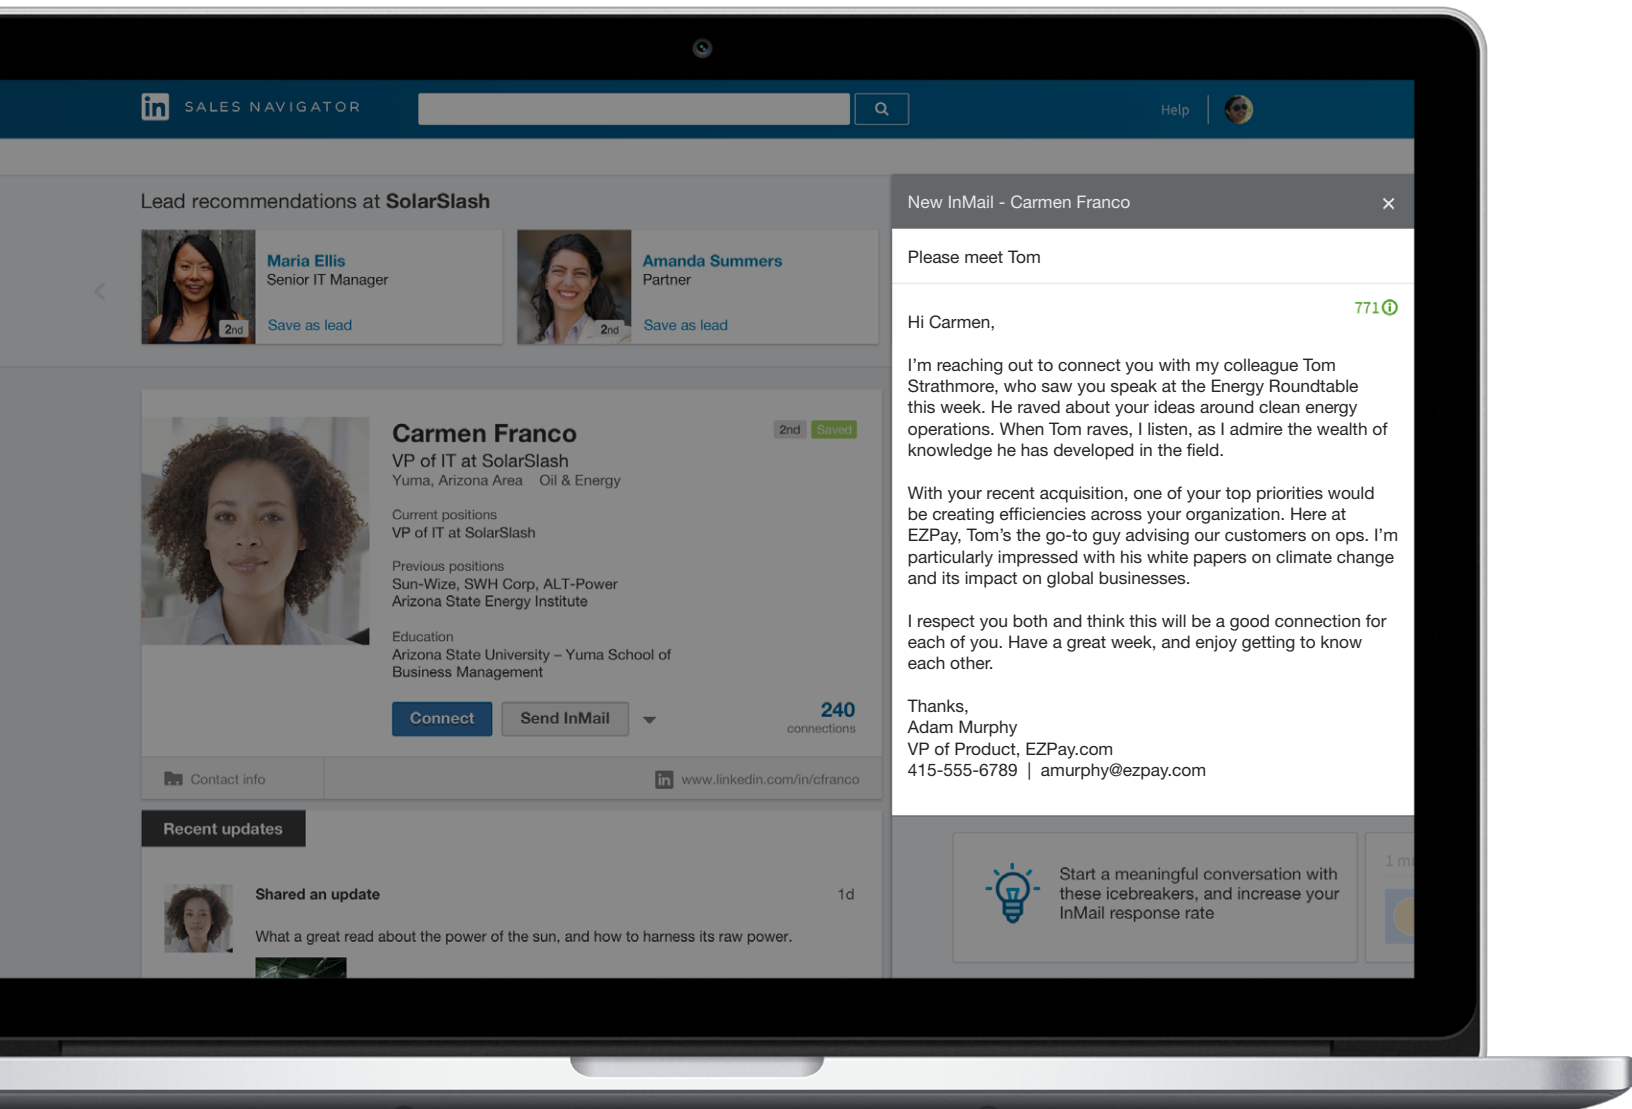 in SALES NAVIGATOR
Help
Lead recommendations at SolarSlash
Maria Ellis
Senior IT Manager
2nd
Save as lead
Amanda Summers
Partner
2nd
Save as lead
Carmen Franco
2nd Saved
VP of IT at SolarSlash
Yuma, Arizona Area Oil & Energy
Current positions
VP of IT at SolarSlash
Previous positions
Sun-Wize, SWH Corp, ALT-Power
Arizona State Energy Institute
Education
Arizona State University – Yuma School of
Business Management
Connect
Send InMail
240
connections
Contact info
in www.linkedin.com/in/cfranco
Recent updates
Shared an update
1d
What a great read about the power of the sun, and how to harness its raw power.
New InMail - Carmen Franco
Please meet Tom
771
Hi Carmen,
I’m reaching out to connect you with my colleague Tom
Strathmore, who saw you speak at the Energy Roundtable
this week. He raved about your ideas around clean energy
operations. When Tom raves, I listen, as I admire the wealth of
knowledge he has developed in the field.
With your recent acquisition, one of your top priorities would
be creating efficiencies across your organization. Here at
EZPay, Tom’s the go-to guy advising our customers on ops. I’m
particularly impressed with his white papers on climate change
and its impact on global businesses.
I respect you both and think this will be a good connection for
each of you. Have a great week, and enjoy getting to know
each other.
Thanks,
Adam Murphy
VP of Product, EZPay.com
415-555-6789 | amurphy@ezpay.com
Start a meaningful conversation with
these icebreakers, and increase your
InMail response rate
1